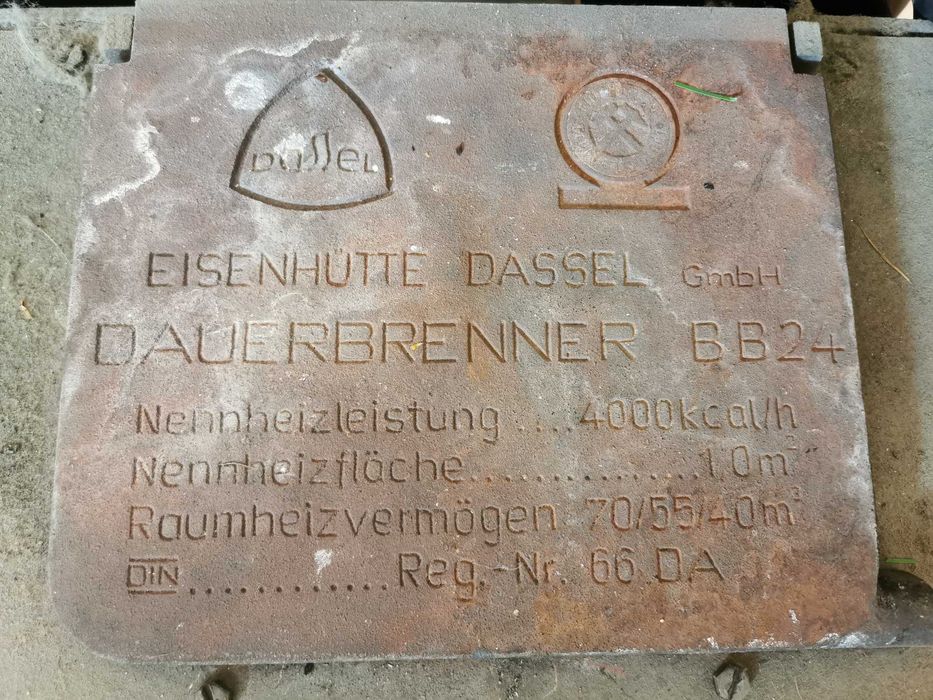 Dassel
EISENHÜTTE DASSEL GmbH
DAUERBRENNER BB24
Nennheizleistung ....4000kcal/h
Nennheizfläche...............1.0m²
Raumheizvermögen 70/55/40m³
DIN .............Reg.-Nr. 66 DA